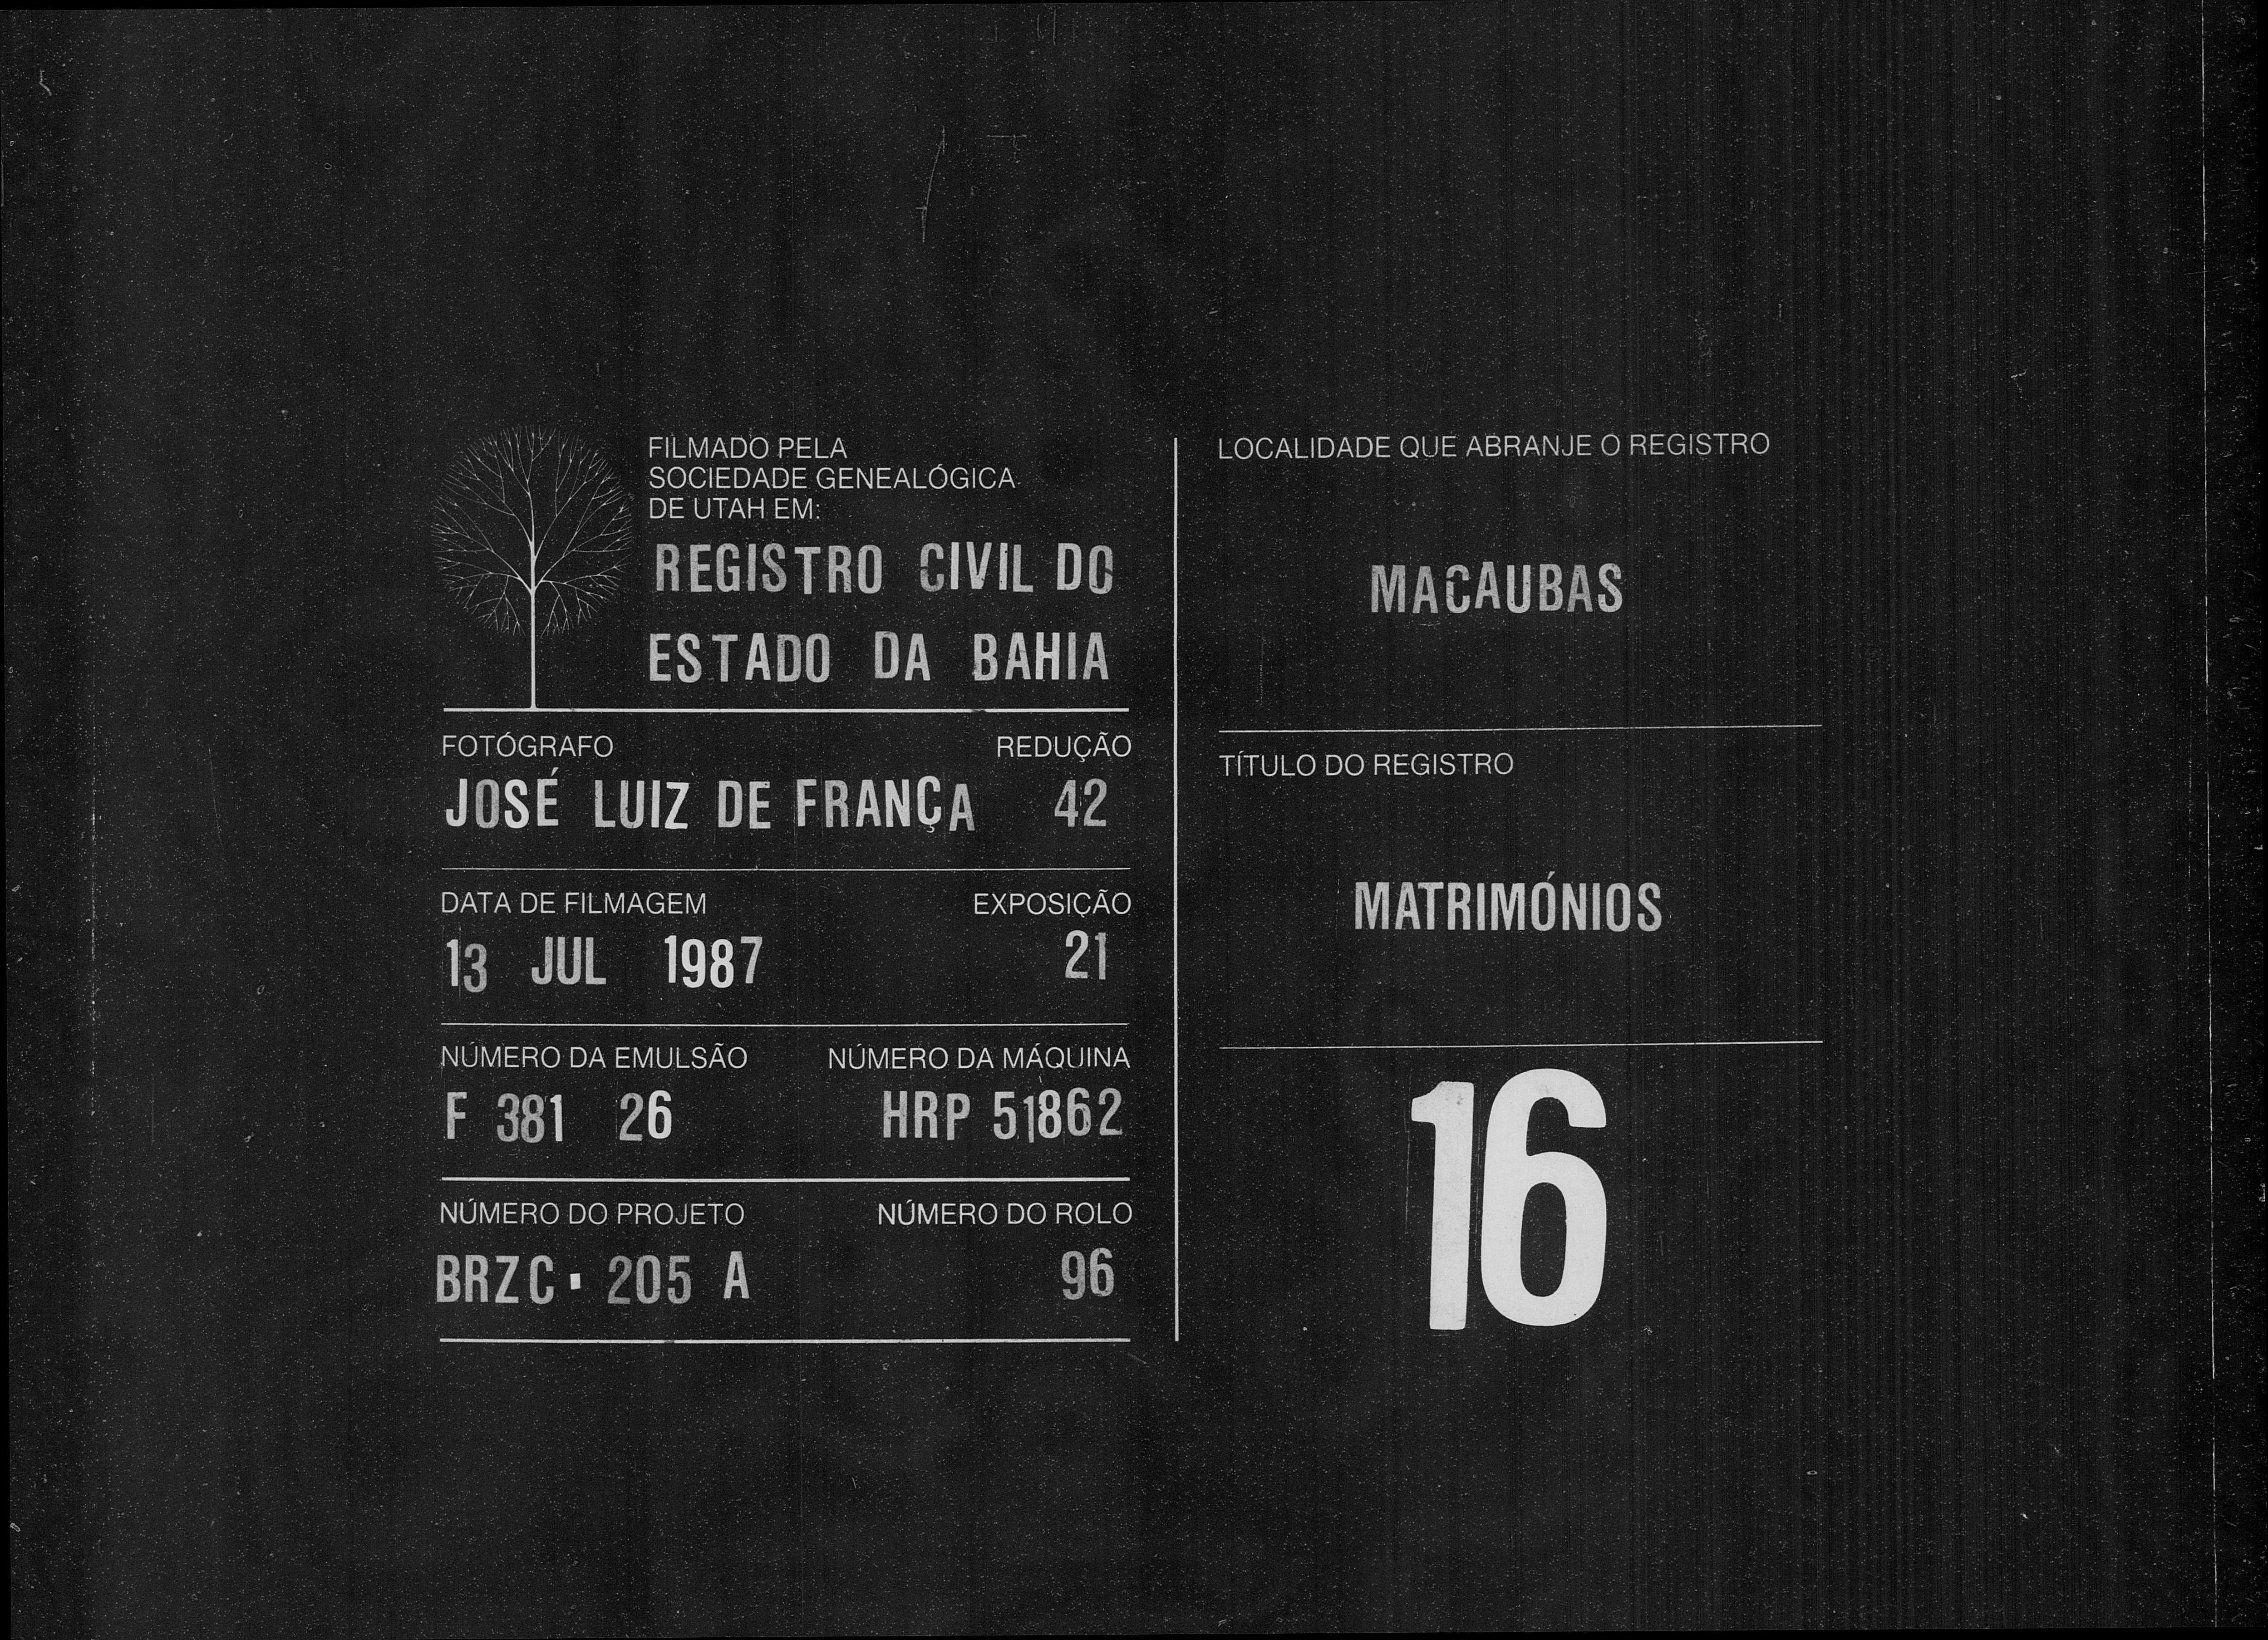 FILMADO PELA
SOCIEDADE GENEALÓGICA
DE UTAH EM:
REGISTRO CIVIL DO
ESTADO DA BAHIA
FOTÓGRAFO REDUÇÃO
JOSÉ LUIZ DE FRANÇA 42
DATA DE FILMAGEM EXPOSIÇÃO
13 JUL 1987 21
NÚMERO DA EMULSÃO NÚMERO DA MÁQUINA
F 381 26 HRP 51862
NÚMERO DO PROJETO NÚMERO DO ROLO
BRZC · 205 A 96
LOCALIDADE QUE ABRANJE O REGISTRO
MACAUBAS
TÍTULO DO REGISTRO
MATRIMÓNIOS
16